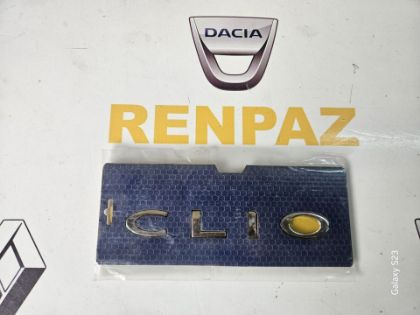 DACIA
RENPAZ
CLIO
Galaxy S23